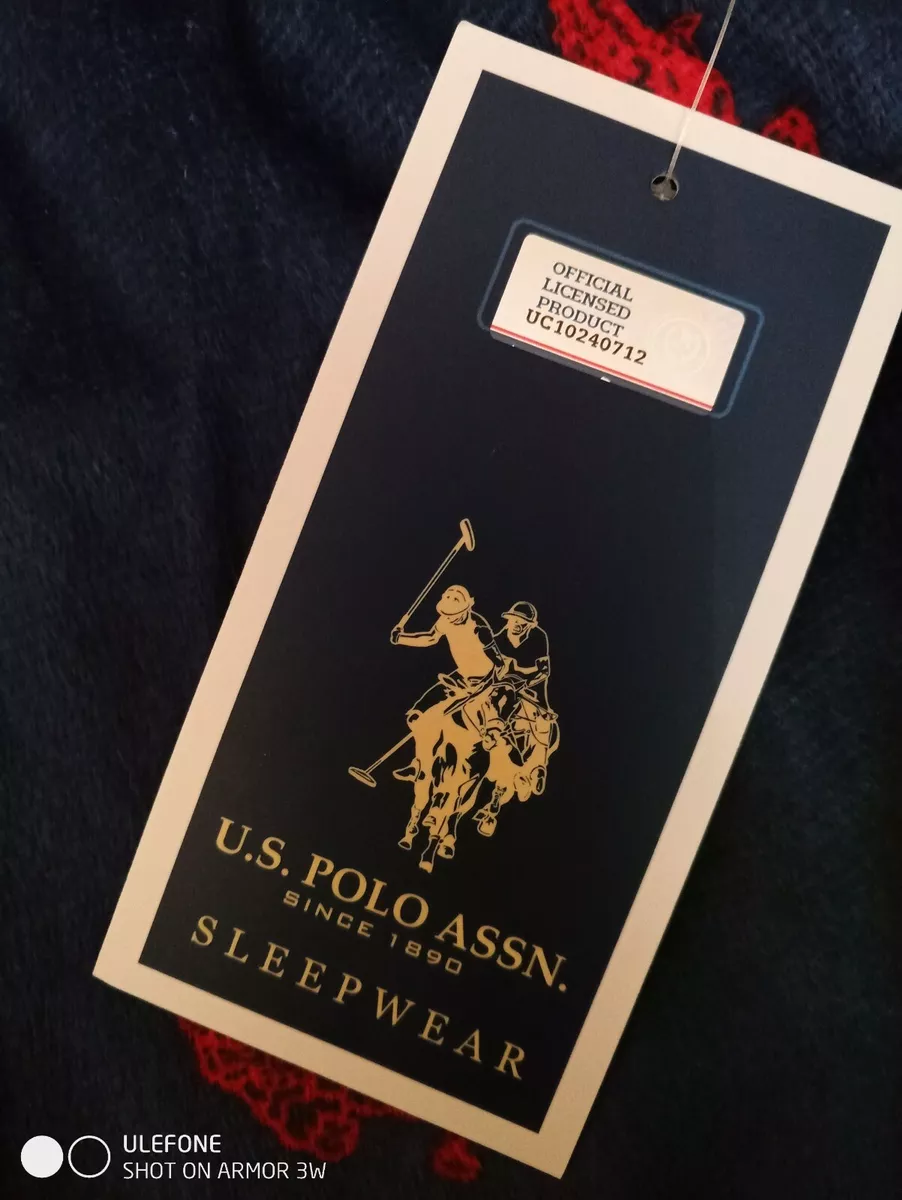 OFFICIAL
LICENSED
PRODUCT
UC10240712
U.S. POLO ASSN.
SINCE 1890
SLEEPWEAR
ULEFONE
SHOT ON ARMOR 3W